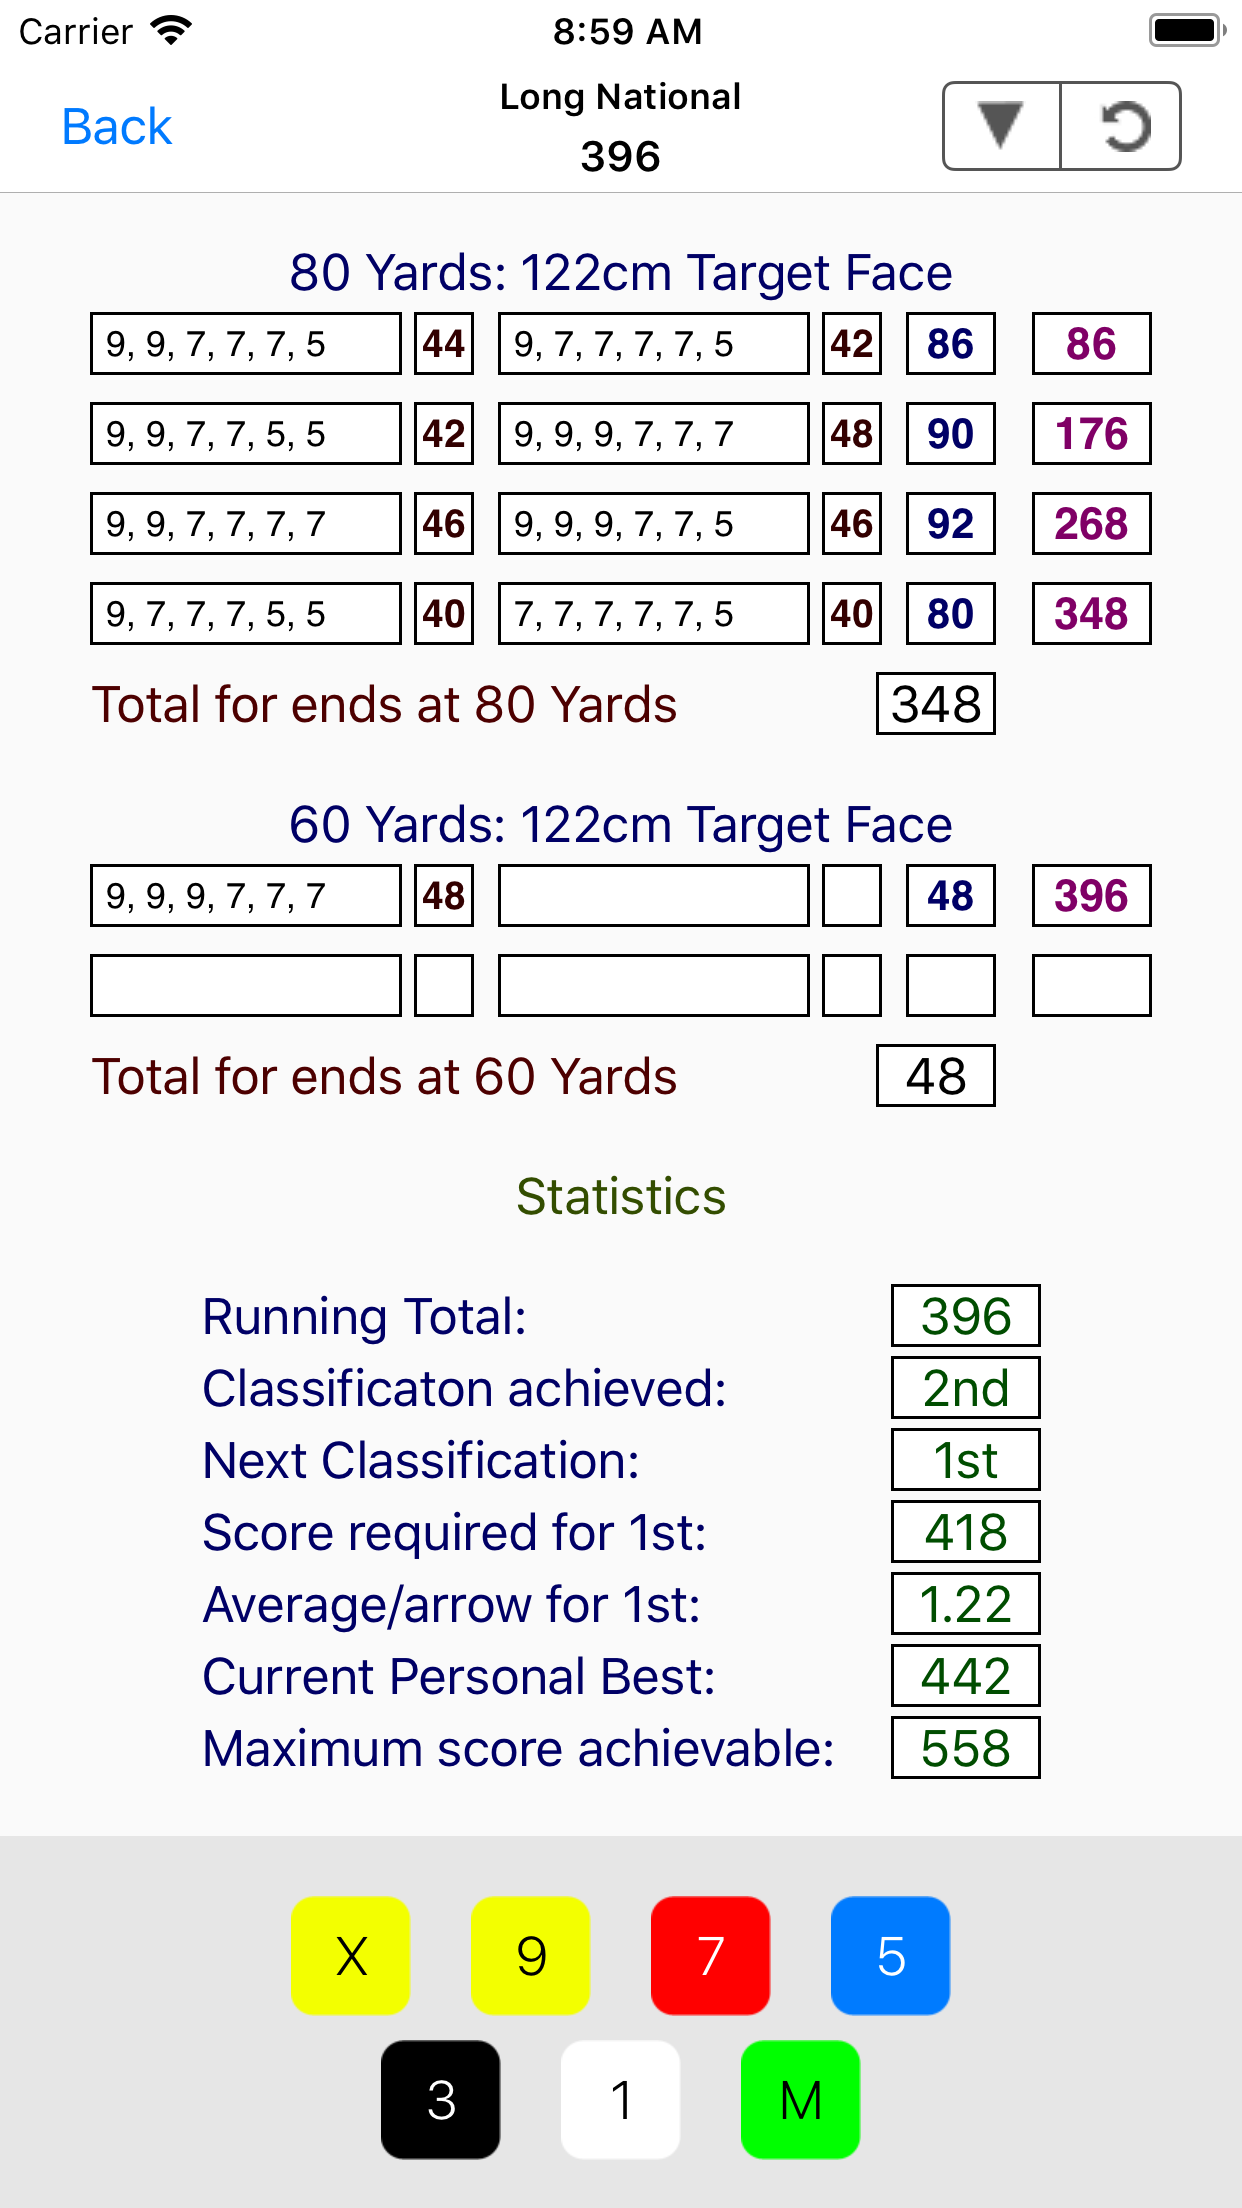 Carrier 8:59 AM
Long National
Back
396
80 Yards: 122cm Target Face
9, 9, 7, 7, 7, 5 44 9, 7, 7, 7, 7, 5 42 86 86
9, 9, 7, 7, 5, 5 42 9, 9, 9, 7, 7, 7 48 90 176
9, 9, 7, 7, 7, 7 46 9, 9, 9, 7, 7, 5 46 92 268
9, 7, 7, 7, 5, 5 40 7, 7, 7, 7, 7, 5 40 80 348
Total for ends at 80 Yards 348
60 Yards: 122cm Target Face
9, 9, 9, 7, 7, 7 48 48 396
Total for ends at 60 Yards 48
Statistics
Running Total: 396
Classificaton achieved: 2nd
Next Classification: 1st
Score required for 1st: 418
Average/arrow for 1st: 1.22
Current Personal Best: 442
Maximum score achievable: 558
X 9 7 5
3 1 M